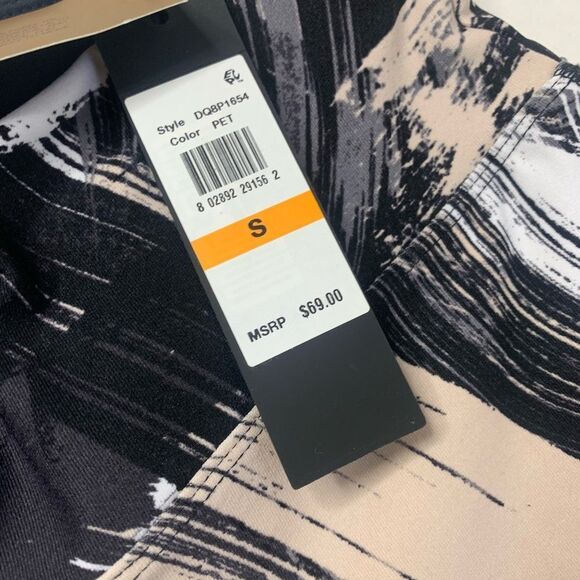 Style DQ8P1654
Color PET
8 02892 29156 2
S
MSRP $69.00